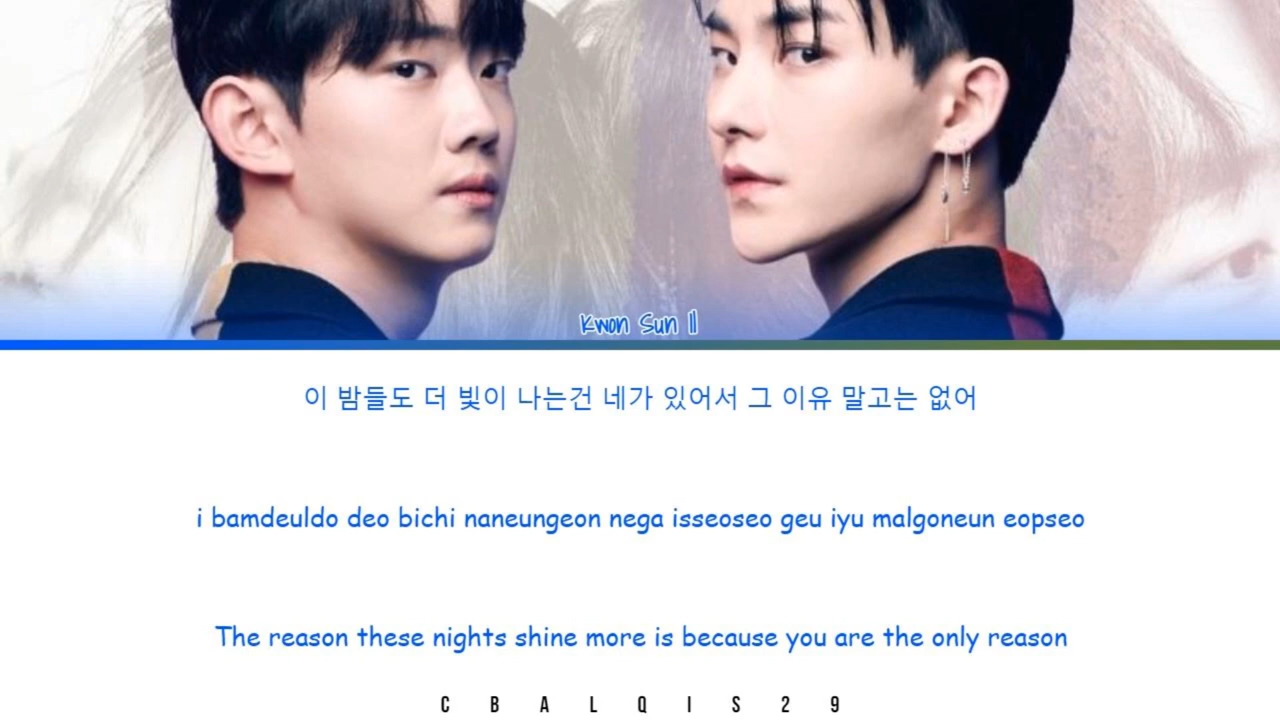 Kwon Sun Il
이 밤들도 더 빛이 나는건 네가 있어서 그 이유 말고는 없어
i bamdeuldo deo bichi naneungeon nega isseoseo geu iyu malgoneun eopseo
The reason these nights shine more is because you are the only reason
CBALQIS29